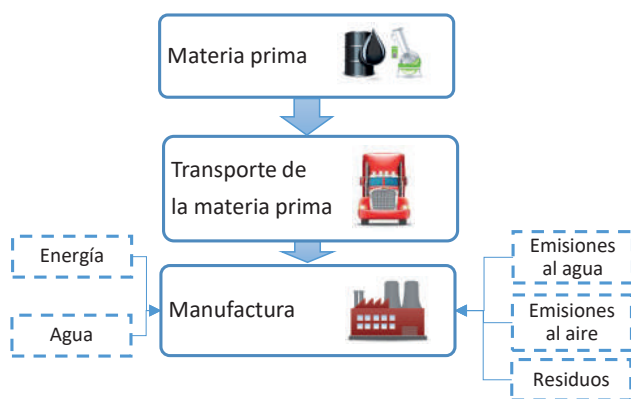 Materia prima
Transporte de
la materia prima
Energía
Agua
Manufactura
Emisiones
al agua
Emisiones
al aire
Residuos